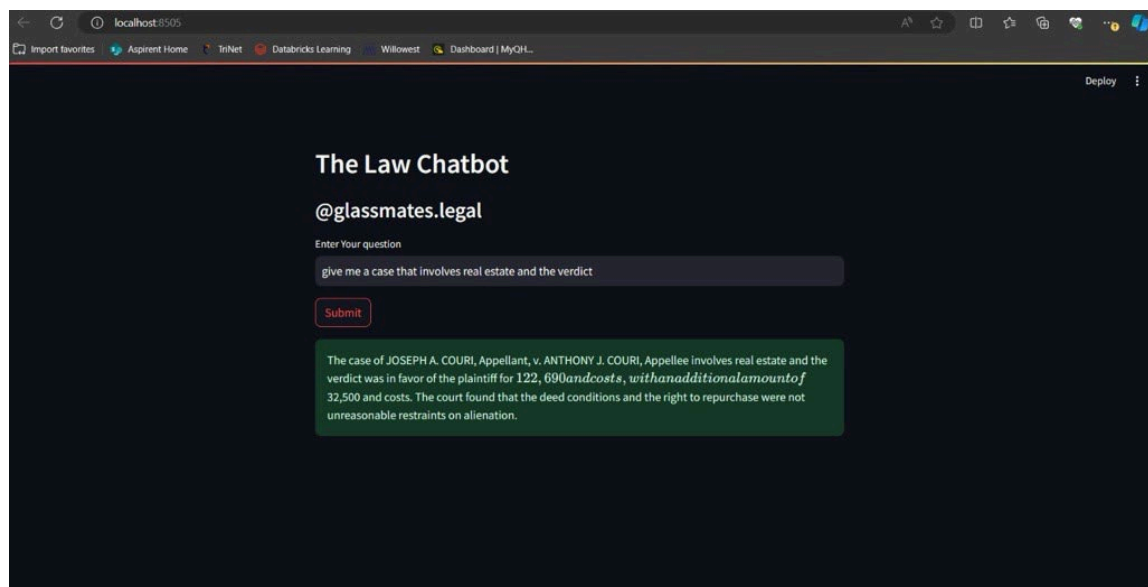 localhost:8505
Import favorites Aspirent Home TriNet Databricks Learning Willowest Dashboard | MyQH...
Deploy
The Law Chatbot
@glassmates.legal
Enter Your question
give me a case that involves real estate and the verdict
Submit
The case of JOSEPH A. COURI, Appellant, v. ANTHONY J. COURI, Appellee involves real estate and the
verdict was in favor of the plaintiff for 122,690andcosts,withanadditionalamountof
32,500 and costs. The court found that the deed conditions and the right to repurchase were not
unreasonable restraints on alienation.